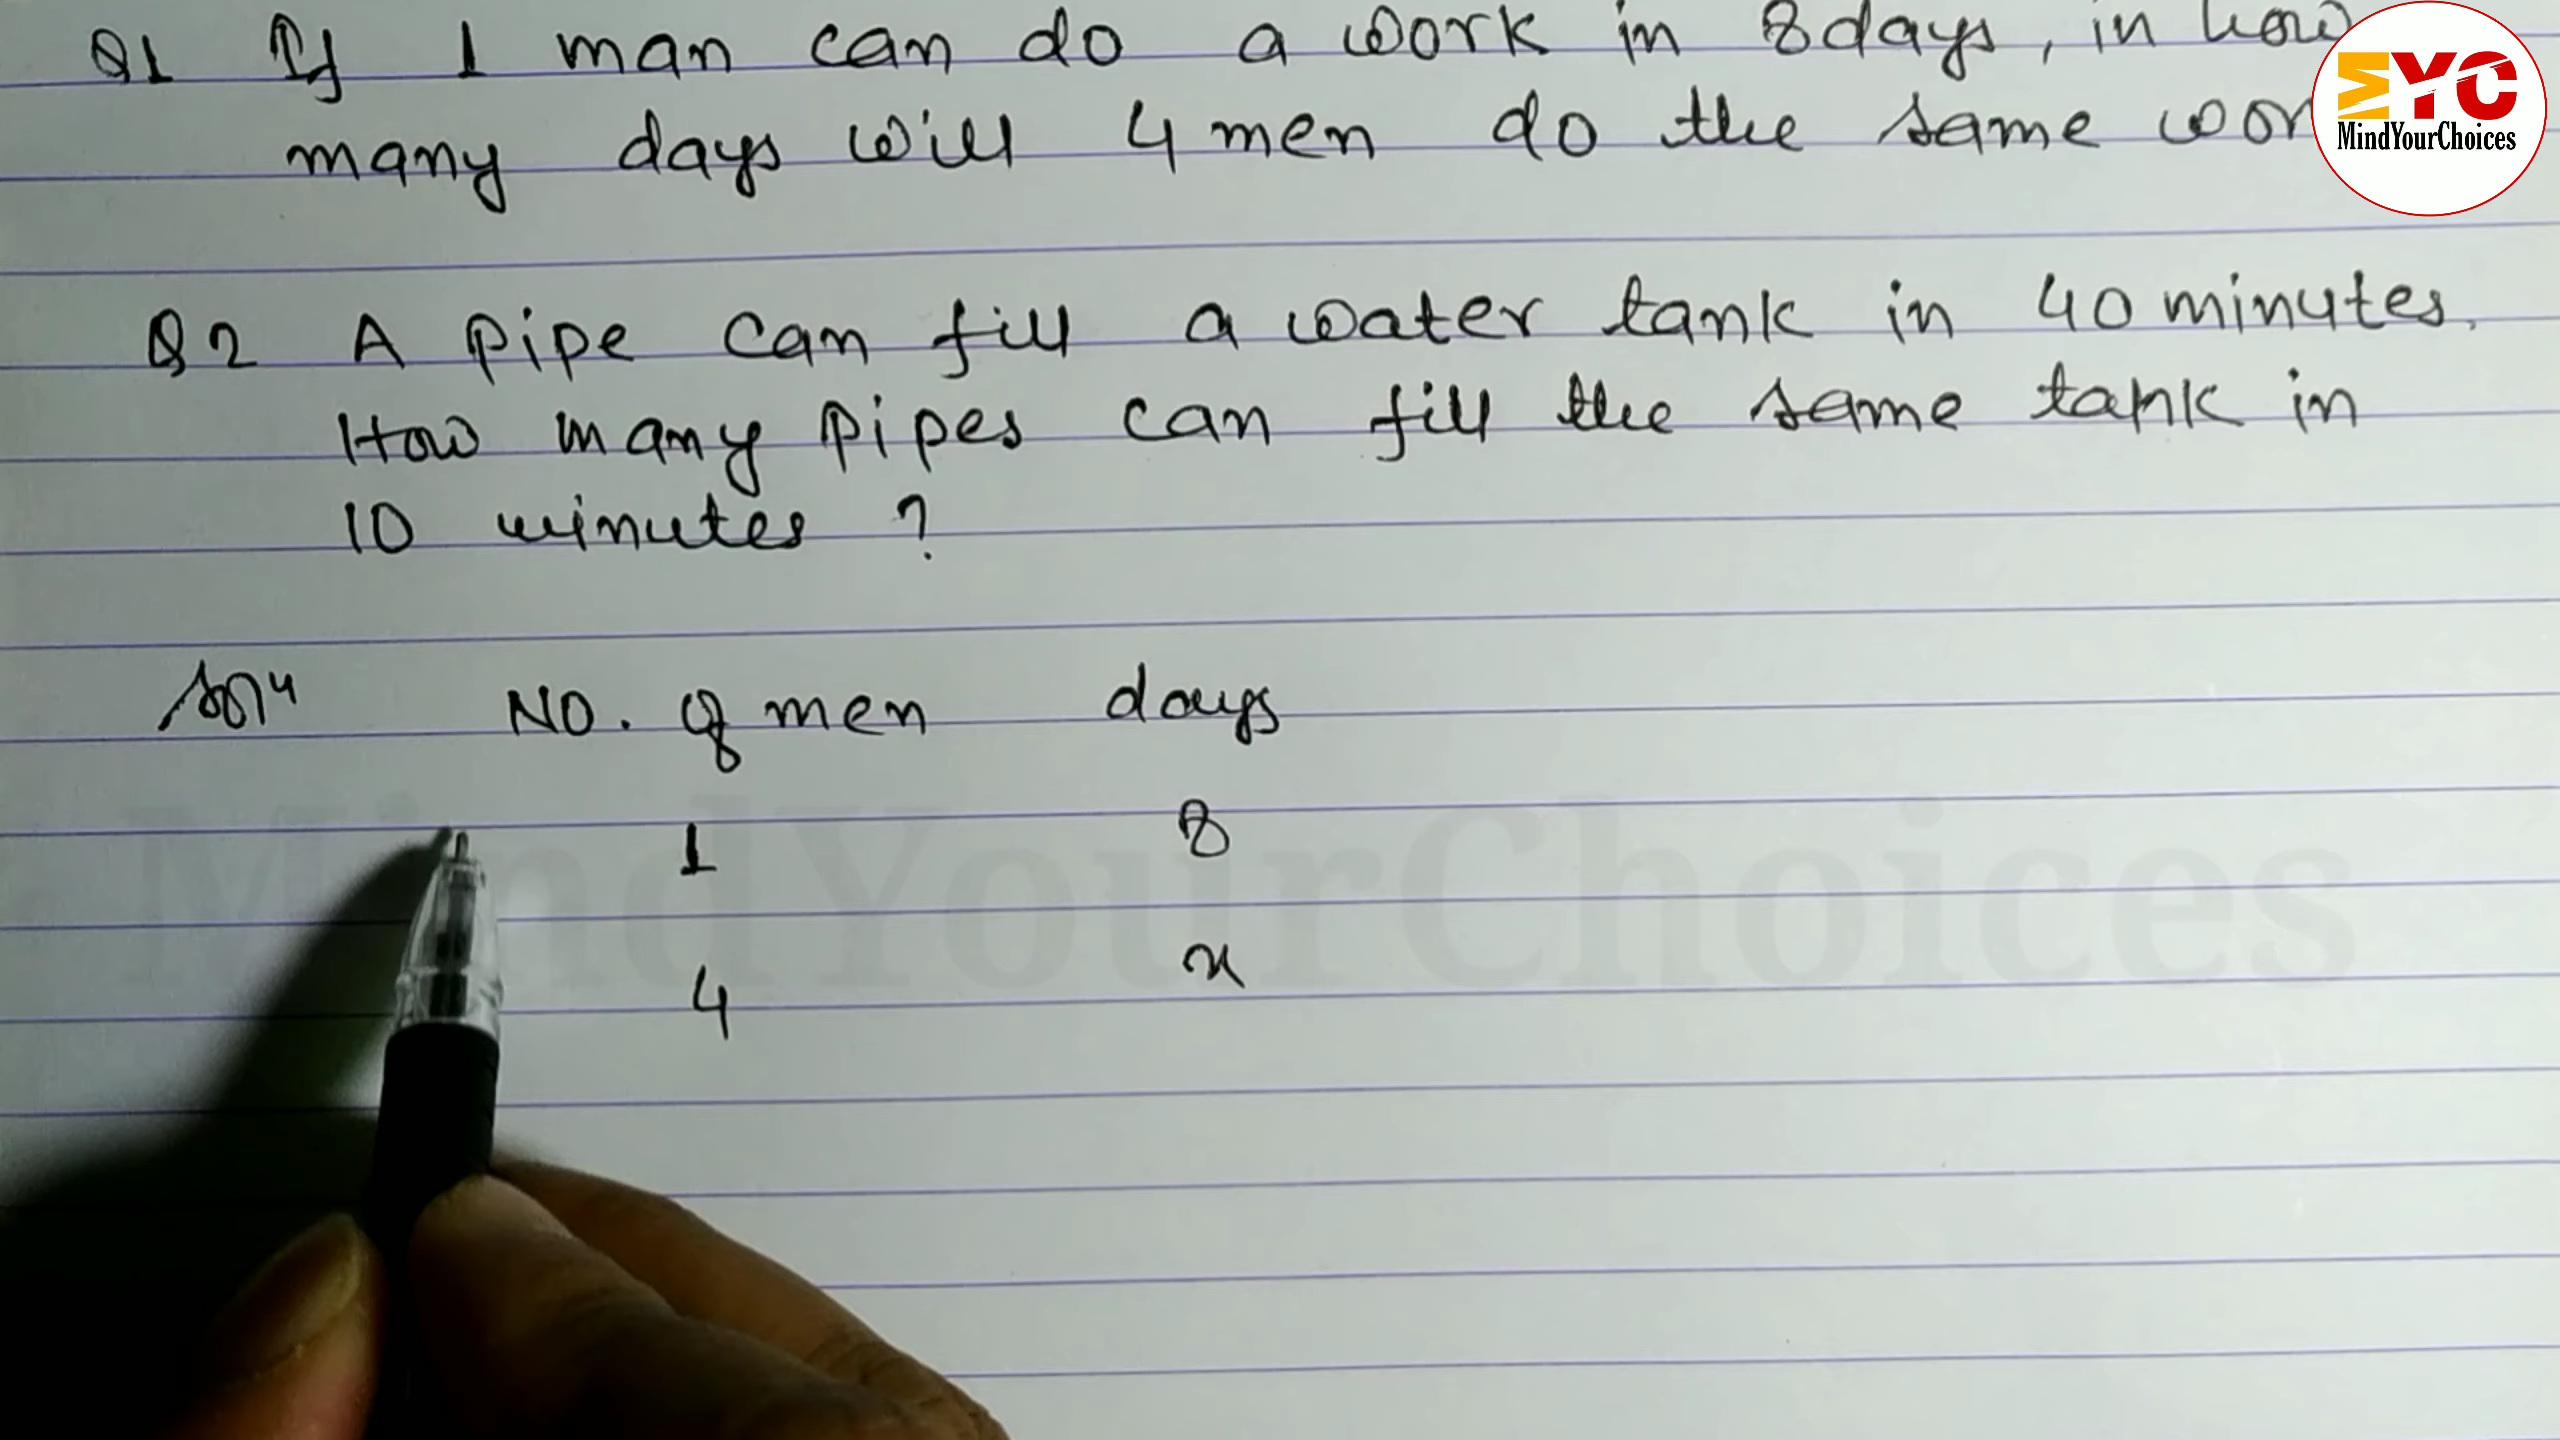 Q1 If 1 man can do a work in 8 days, in how
many days will 4 men do the same wor
MYC
MindYourChoices
Q2 A pipe can fill a water tank in 40 minutes.
How many pipes can fill the same tank in
10 minutes ?
Solⁿ No. of men days
1 8
4 x
MindYourChoices